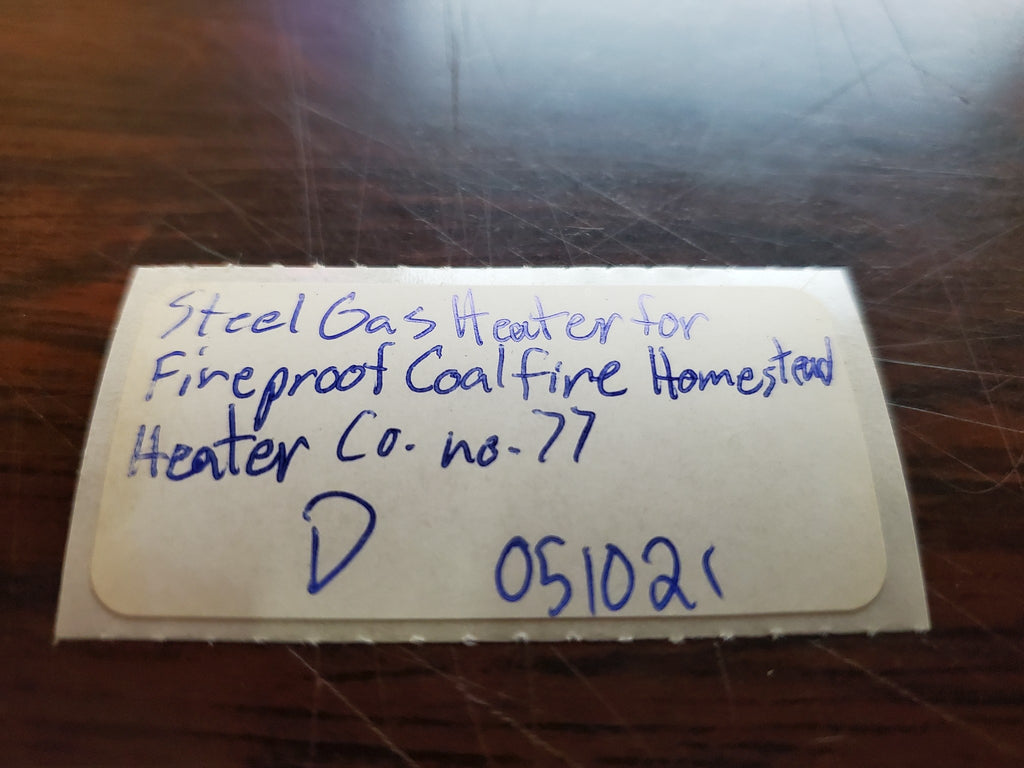 Steel Gas Heater for
Fireproof Coalfire Homestead
Heater Co. no. 77
D 051021